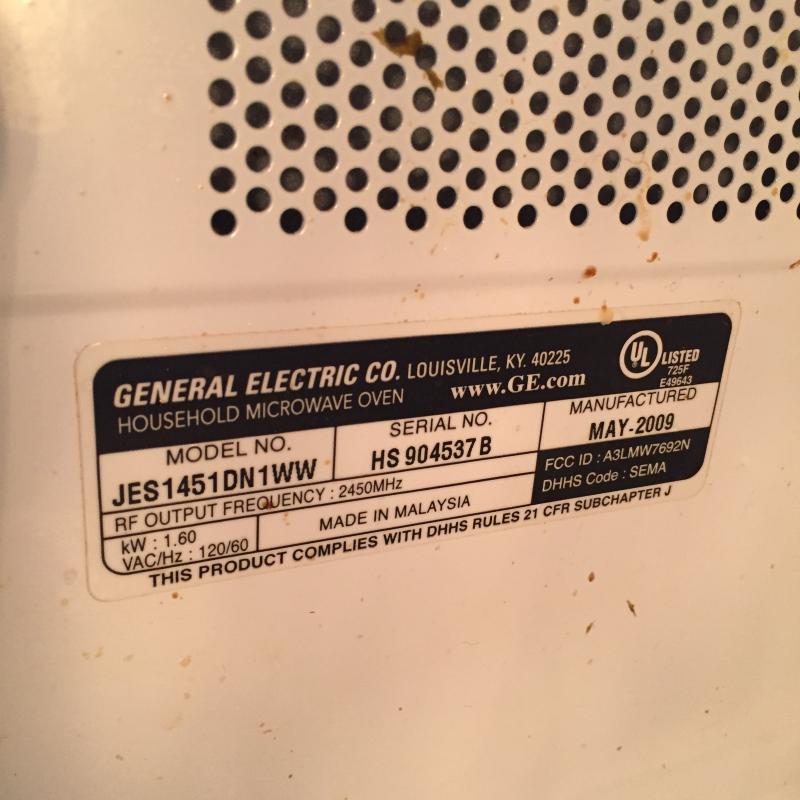 GENERAL ELECTRIC CO. LOUISVILLE, KY. 40225
HOUSEHOLD MICROWAVE OVEN www.GE.com
UL LISTED
725F
E49643
MODEL NO.
JES1451DN1WW
SERIAL NO.
HS 904537B
MANUFACTURED
MAY-2009
RF OUTPUT FREQUENCY : 2450MHz
FCC ID : A3LMW7692N
DHHS Code : SEMA
kW : 1.60
VAC/Hz : 120/60
MADE IN MALAYSIA
THIS PRODUCT COMPLIES WITH DHHS RULES 21 CFR SUBCHAPTER J